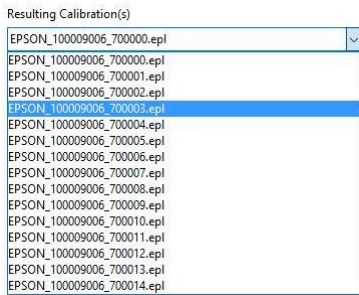 Resulting Calibration(s)
EPSON_100009006_700000.epl
EPSON_100009006_700000.epl
EPSON_100009006_700001.epl
EPSON_100009006_700002.epl
EPSON_100009006_700003.epl
EPSON_100009006_700004.epl
EPSON_100009006_700005.epl
EPSON_100009006_700006.epl
EPSON_100009006_700007.epl
EPSON_100009006_700008.epl
EPSON_100009006_700009.epl
EPSON_100009006_700010.epl
EPSON_100009006_700011.epl
EPSON_100009006_700012.epl
EPSON_100009006_700013.epl
EPSON_100009006_700014.epl